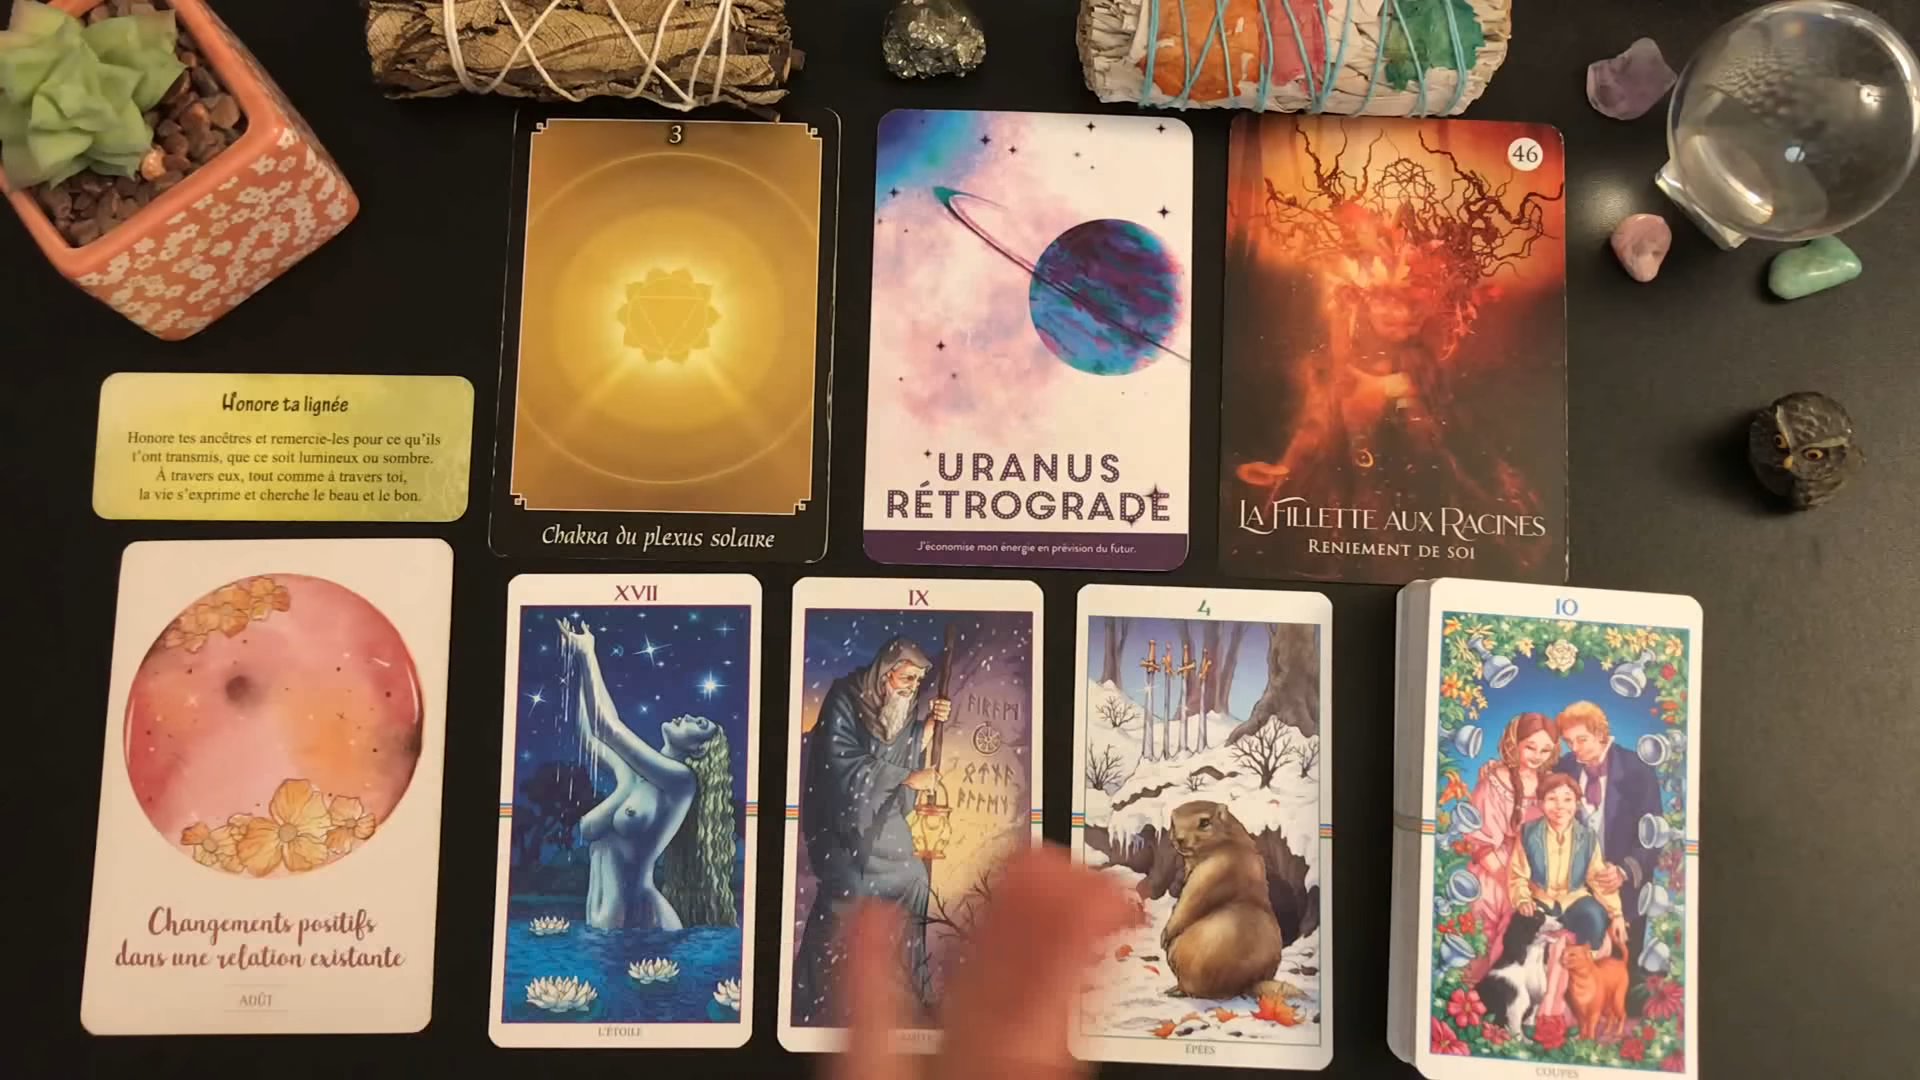 3
Chakra du plexus solaire
URANUS
RÉTROGRADE
J'économise mon énergie en prévision du futur.
46
LA FILLETTE AUX RACINES
RENIEMENT DE SOI
Honore ta lignée
Honore tes ancêtres et remercie-les pour ce qu'ils
t'ont transmis, que ce soit lumineux ou sombre.
À travers eux, tout comme à travers toi,
la vie s'exprime et cherche le beau et le bon.
Changements positifs
dans une relation existante
AOÛT
XVII
L'ÉTOILE
IX
4
ÉPÉES
10
COUPES